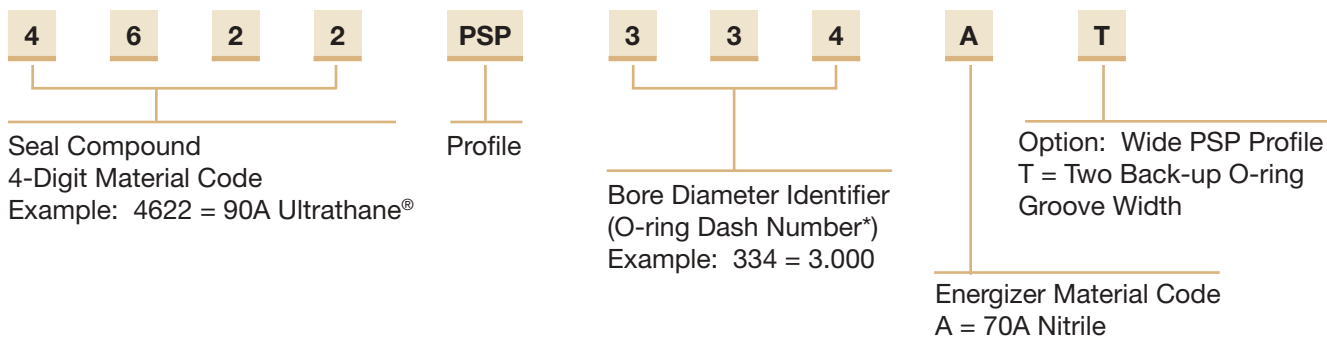 4 6 2 2 PSP 3 3 4 A T
Seal Compound
4-Digit Material Code
Example: 4622 = 90A Ultrathane®
Profile
Bore Diameter Identifier
(O-ring Dash Number*)
Example: 334 = 3.000
Option: Wide PSP Profile
T = Two Back-up O-ring
Groove Width
Energizer Material Code
A = 70A Nitrile